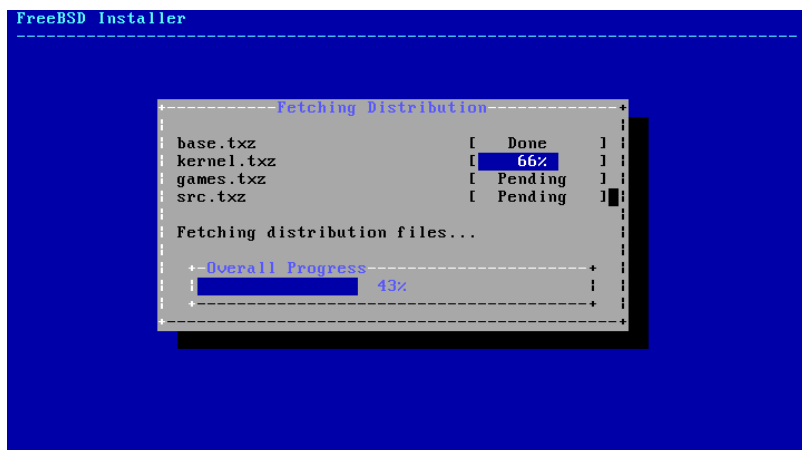 FreeBSD Installer
Fetching Distribution
base.txz [ Done ]
kernel.txz [ 66% ]
games.txz [ Pending ]
src.txz [ Pending ]
Fetching distribution files...
Overall Progress
43%